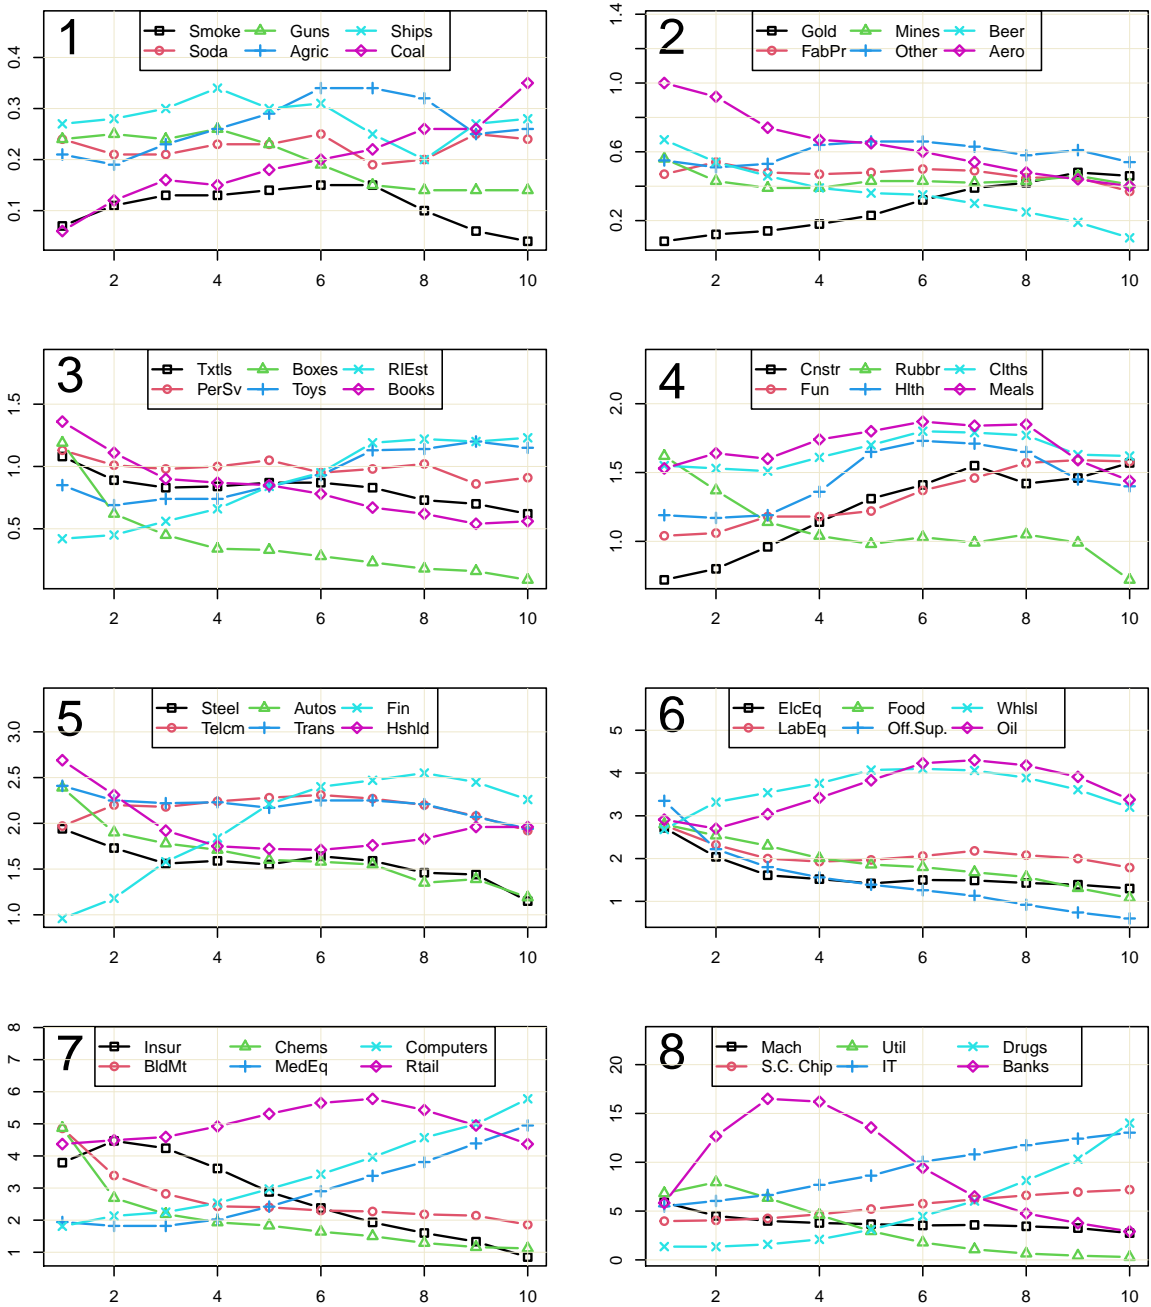 1
Smoke Guns Ships
Soda Agric Coal
0.4
0.3
0.2
0.1
2 4 6 8 10
2
Gold Mines Beer
FabPr Other Aero
1.4
1.0
0.6
0.2
2 4 6 8 10
3
Txtls Boxes RlEst
PerSv Toys Books
1.5
1.0
0.5
2 4 6 8 10
4
Cnstr Rubbr Clths
Fun Hlth Meals
2.0
1.5
1.0
2 4 6 8 10
5
Steel Autos Fin
Telcm Trans Hshld
3.0
2.5
2.0
1.5
1.0
2 4 6 8 10
6
ElcEq Food Whlsl
LabEq Off.Sup. Oil
5
4
3
2
1
2 4 6 8 10
7
Insur Chems Computers
BldMt MedEq Rtail
8
7
6
5
4
3
2
1
2 4 6 8 10
8
Mach Util Drugs
S.C. Chip IT Banks
20
15
10
5
0
2 4 6 8 10